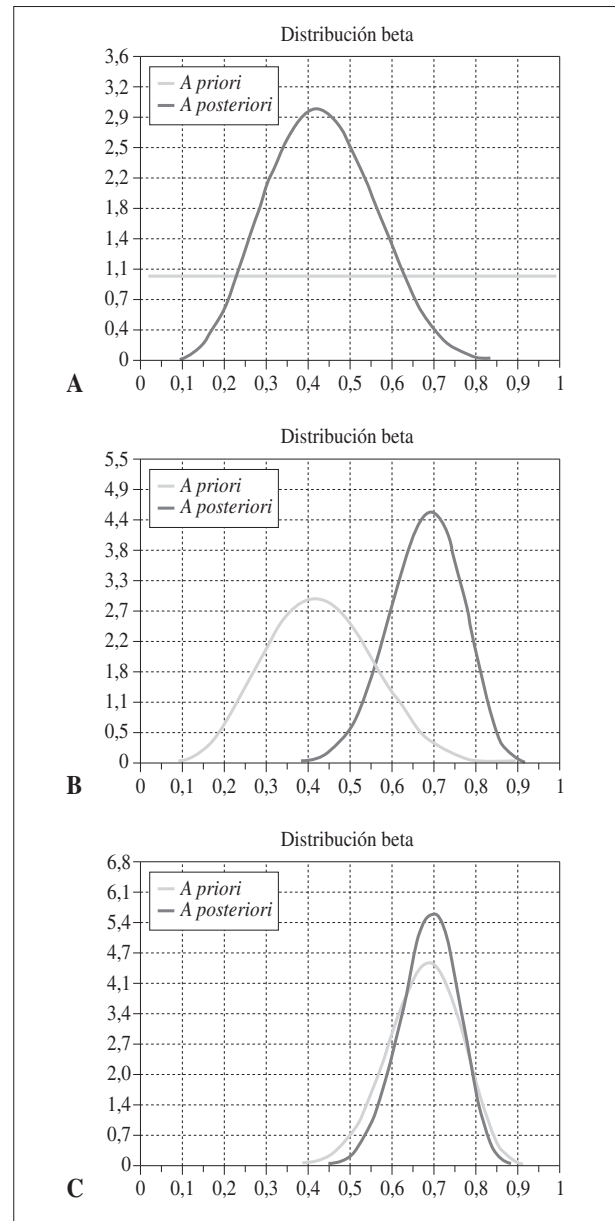 Distribución beta
3,6
3,2
2,9
2,5
2,2
1,8
1,4
1,1
0,7
0,4
0
A priori
A posteriori
A
0 0,1 0,2 0,3 0,4 0,5 0,6 0,7 0,8 0,9 1
Distribución beta
5,5
4,9
4,4
3,8
3,3
2,7
2,2
1,8
1,1
0,5
0
A priori
A posteriori
B
0 0,1 0,2 0,3 0,4 0,5 0,6 0,7 0,8 0,9 1
Distribución beta
6,8
6,1
5,4
4,7
4,1
3,4
2,7
2,0
1,4
0,7
0
A priori
A posteriori
C
0 0,1 0,2 0,3 0,4 0,5 0,6 0,7 0,8 0,9 1